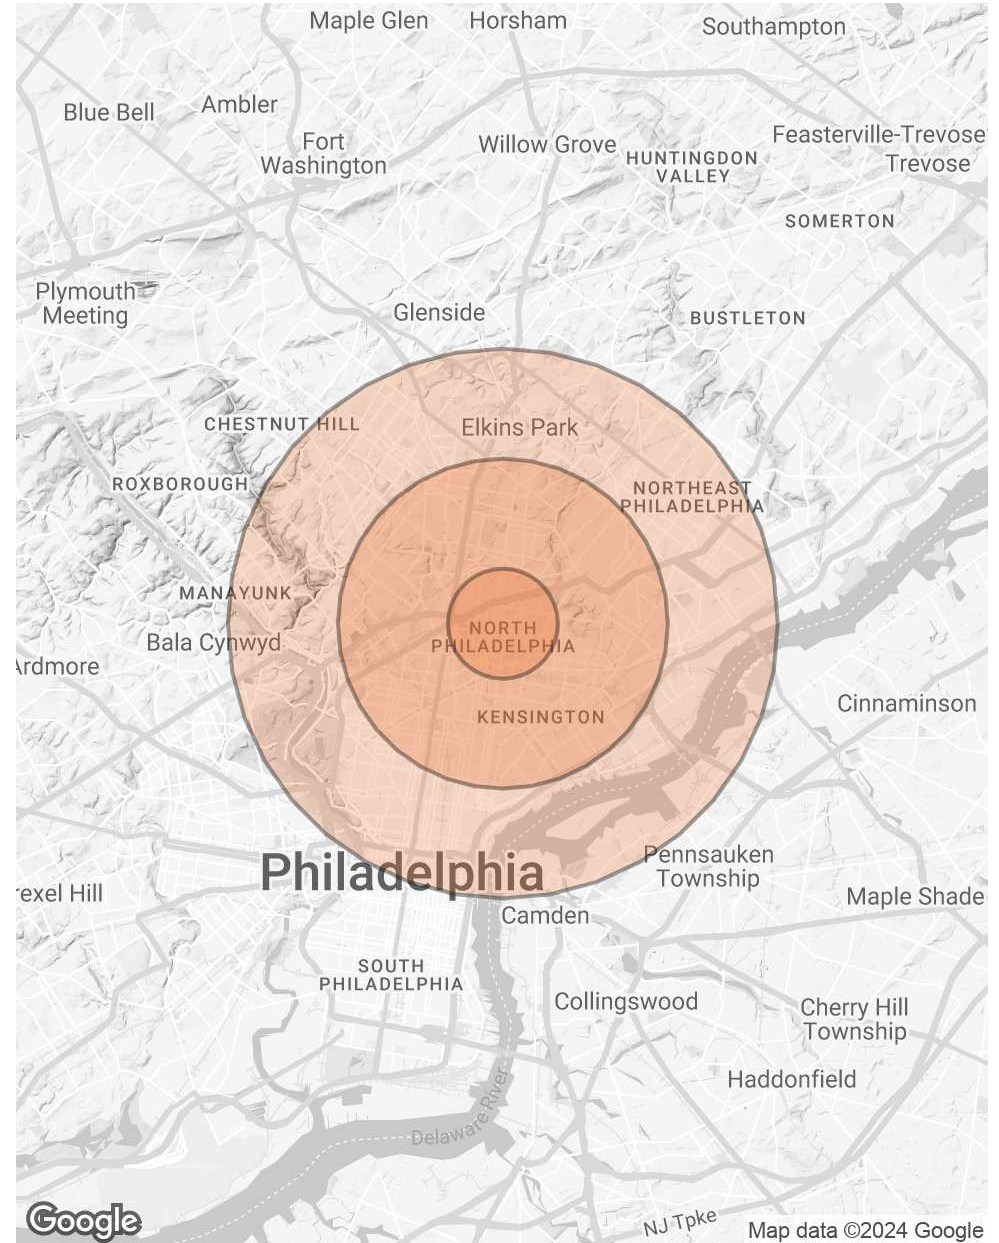 Maple Glen
Horsham
Southampton
Blue Bell
Ambler
Fort
Washington
Willow Grove
HUNTINGDON
VALLEY
Feasterville-Trevose
Trevose
SOMERTON
Plymouth
Meeting
Glenside
BUSTLETON
CHESTNUT HILL
Elkins Park
ROXBOROUGH
NORTHEAST
PHILADELPHIA
MANAYUNK
Bala Cynwyd
NORTH
PHILADELPHIA
Ardmore
KENSINGTON
Cinnaminson
Philadelphia
Pennsauken
Township
rexel Hill
Maple Shade
Camden
SOUTH
PHILADELPHIA
Collingswood
Cherry Hill
Township
Haddonfield
Delaware River
NJ Tpke
Google
Map data ©2024 Google